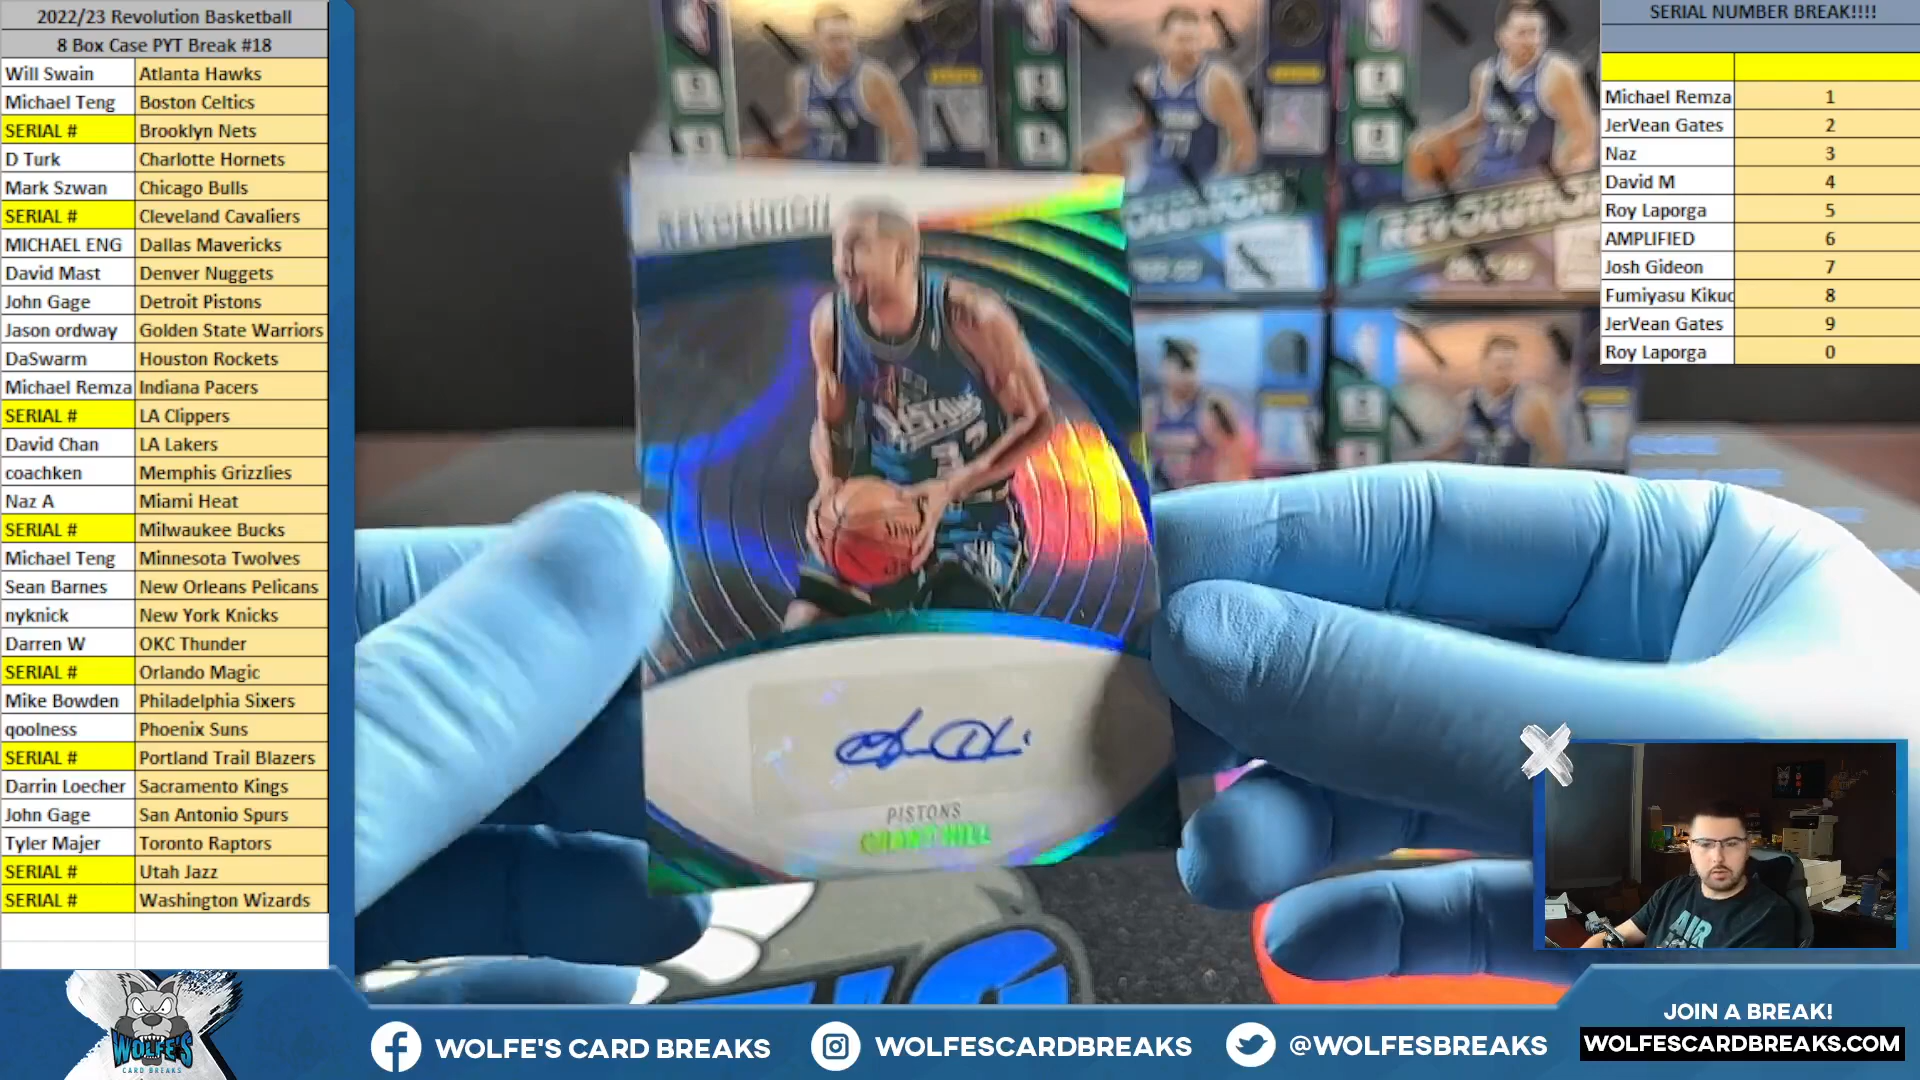 2022/23 Revolution Basketball
8 Box Case PYT Break #18
Will Swain Atlanta Hawks
Michael Teng Boston Celtics
SERIAL # Brooklyn Nets
D Turk Charlotte Hornets
Mark Szwan Chicago Bulls
SERIAL # Cleveland Cavaliers
MICHAEL ENG Dallas Mavericks
David Mast Denver Nuggets
John Gage Detroit Pistons
Jason ordway Golden State Warriors
DaSwarm Houston Rockets
Michael Remza Indiana Pacers
SERIAL # LA Clippers
David Chan LA Lakers
coachken Memphis Grizzlies
Naz A Miami Heat
SERIAL # Milwaukee Bucks
Michael Teng Minnesota Twolves
Sean Barnes New Orleans Pelicans
nyknick New York Knicks
Darren W OKC Thunder
SERIAL # Orlando Magic
Mike Bowden Philadelphia Sixers
qoolness Phoenix Suns
SERIAL # Portland Trail Blazers
Darrin Loecher Sacramento Kings
John Gage San Antonio Spurs
Tyler Majer Toronto Raptors
SERIAL # Utah Jazz
SERIAL # Washington Wizards
REVOLUTION
PISTONS
GRANT HILL
REVOLUTION
SERIAL NUMBER BREAK!!!!
Michael Remza 1
JerVean Gates 2
Naz 3
David M 4
Roy Laporga 5
AMPLIFIED 6
Josh Gideon 7
Fumiyasu Kikuc 8
JerVean Gates 9
Roy Laporga 0
AIR
WOLFE'S
CARD BREAKS
WOLFE'S CARD BREAKS
WOLFESCARDBREAKS
@WOLFESBREAKS
JOIN A BREAK!
WOLFESCARDBREAKS.COM